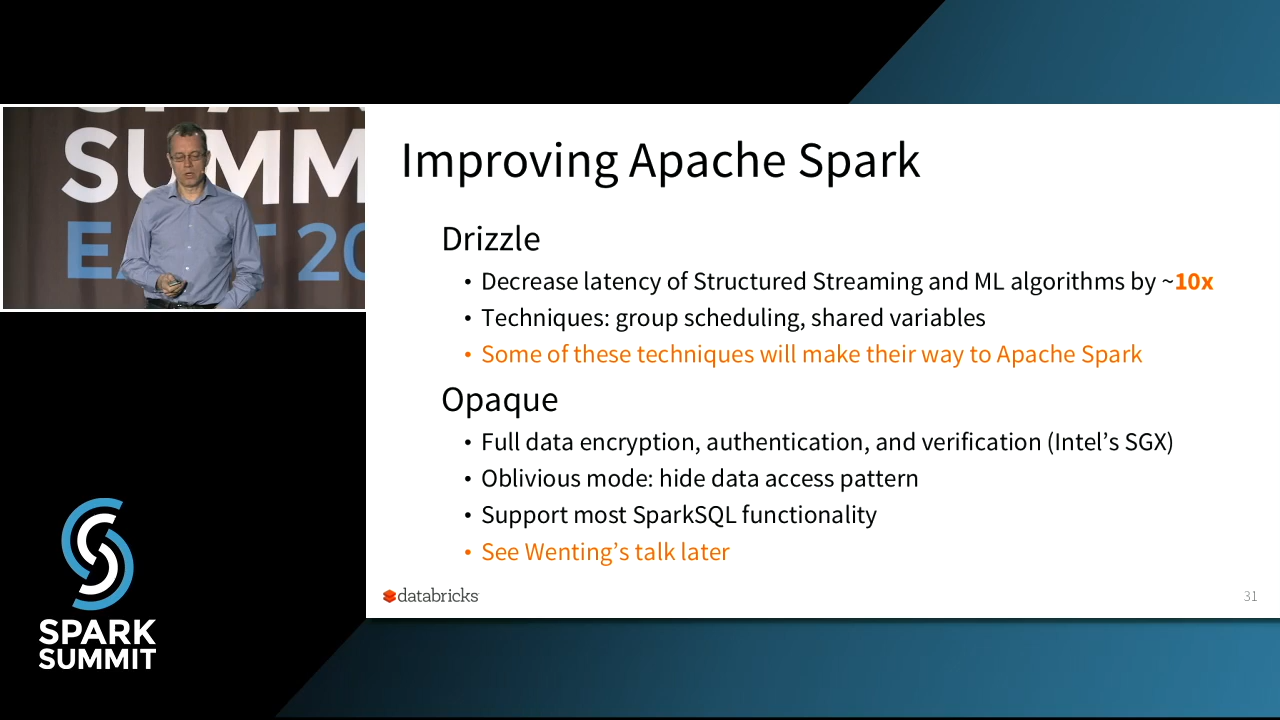 SUMM
EA T 20
Improving Apache Spark
Drizzle
• Decrease latency of Structured Streaming and ML algorithms by ~10x
• Techniques: group scheduling, shared variables
• Some of these techniques will make their way to Apache Spark
Opaque
• Full data encryption, authentication, and verification (Intel’s SGX)
• Oblivious mode: hide data access pattern
• Support most SparkSQL functionality
• See Wenting’s talk later
databricks
31
SPARK
SUMMIT